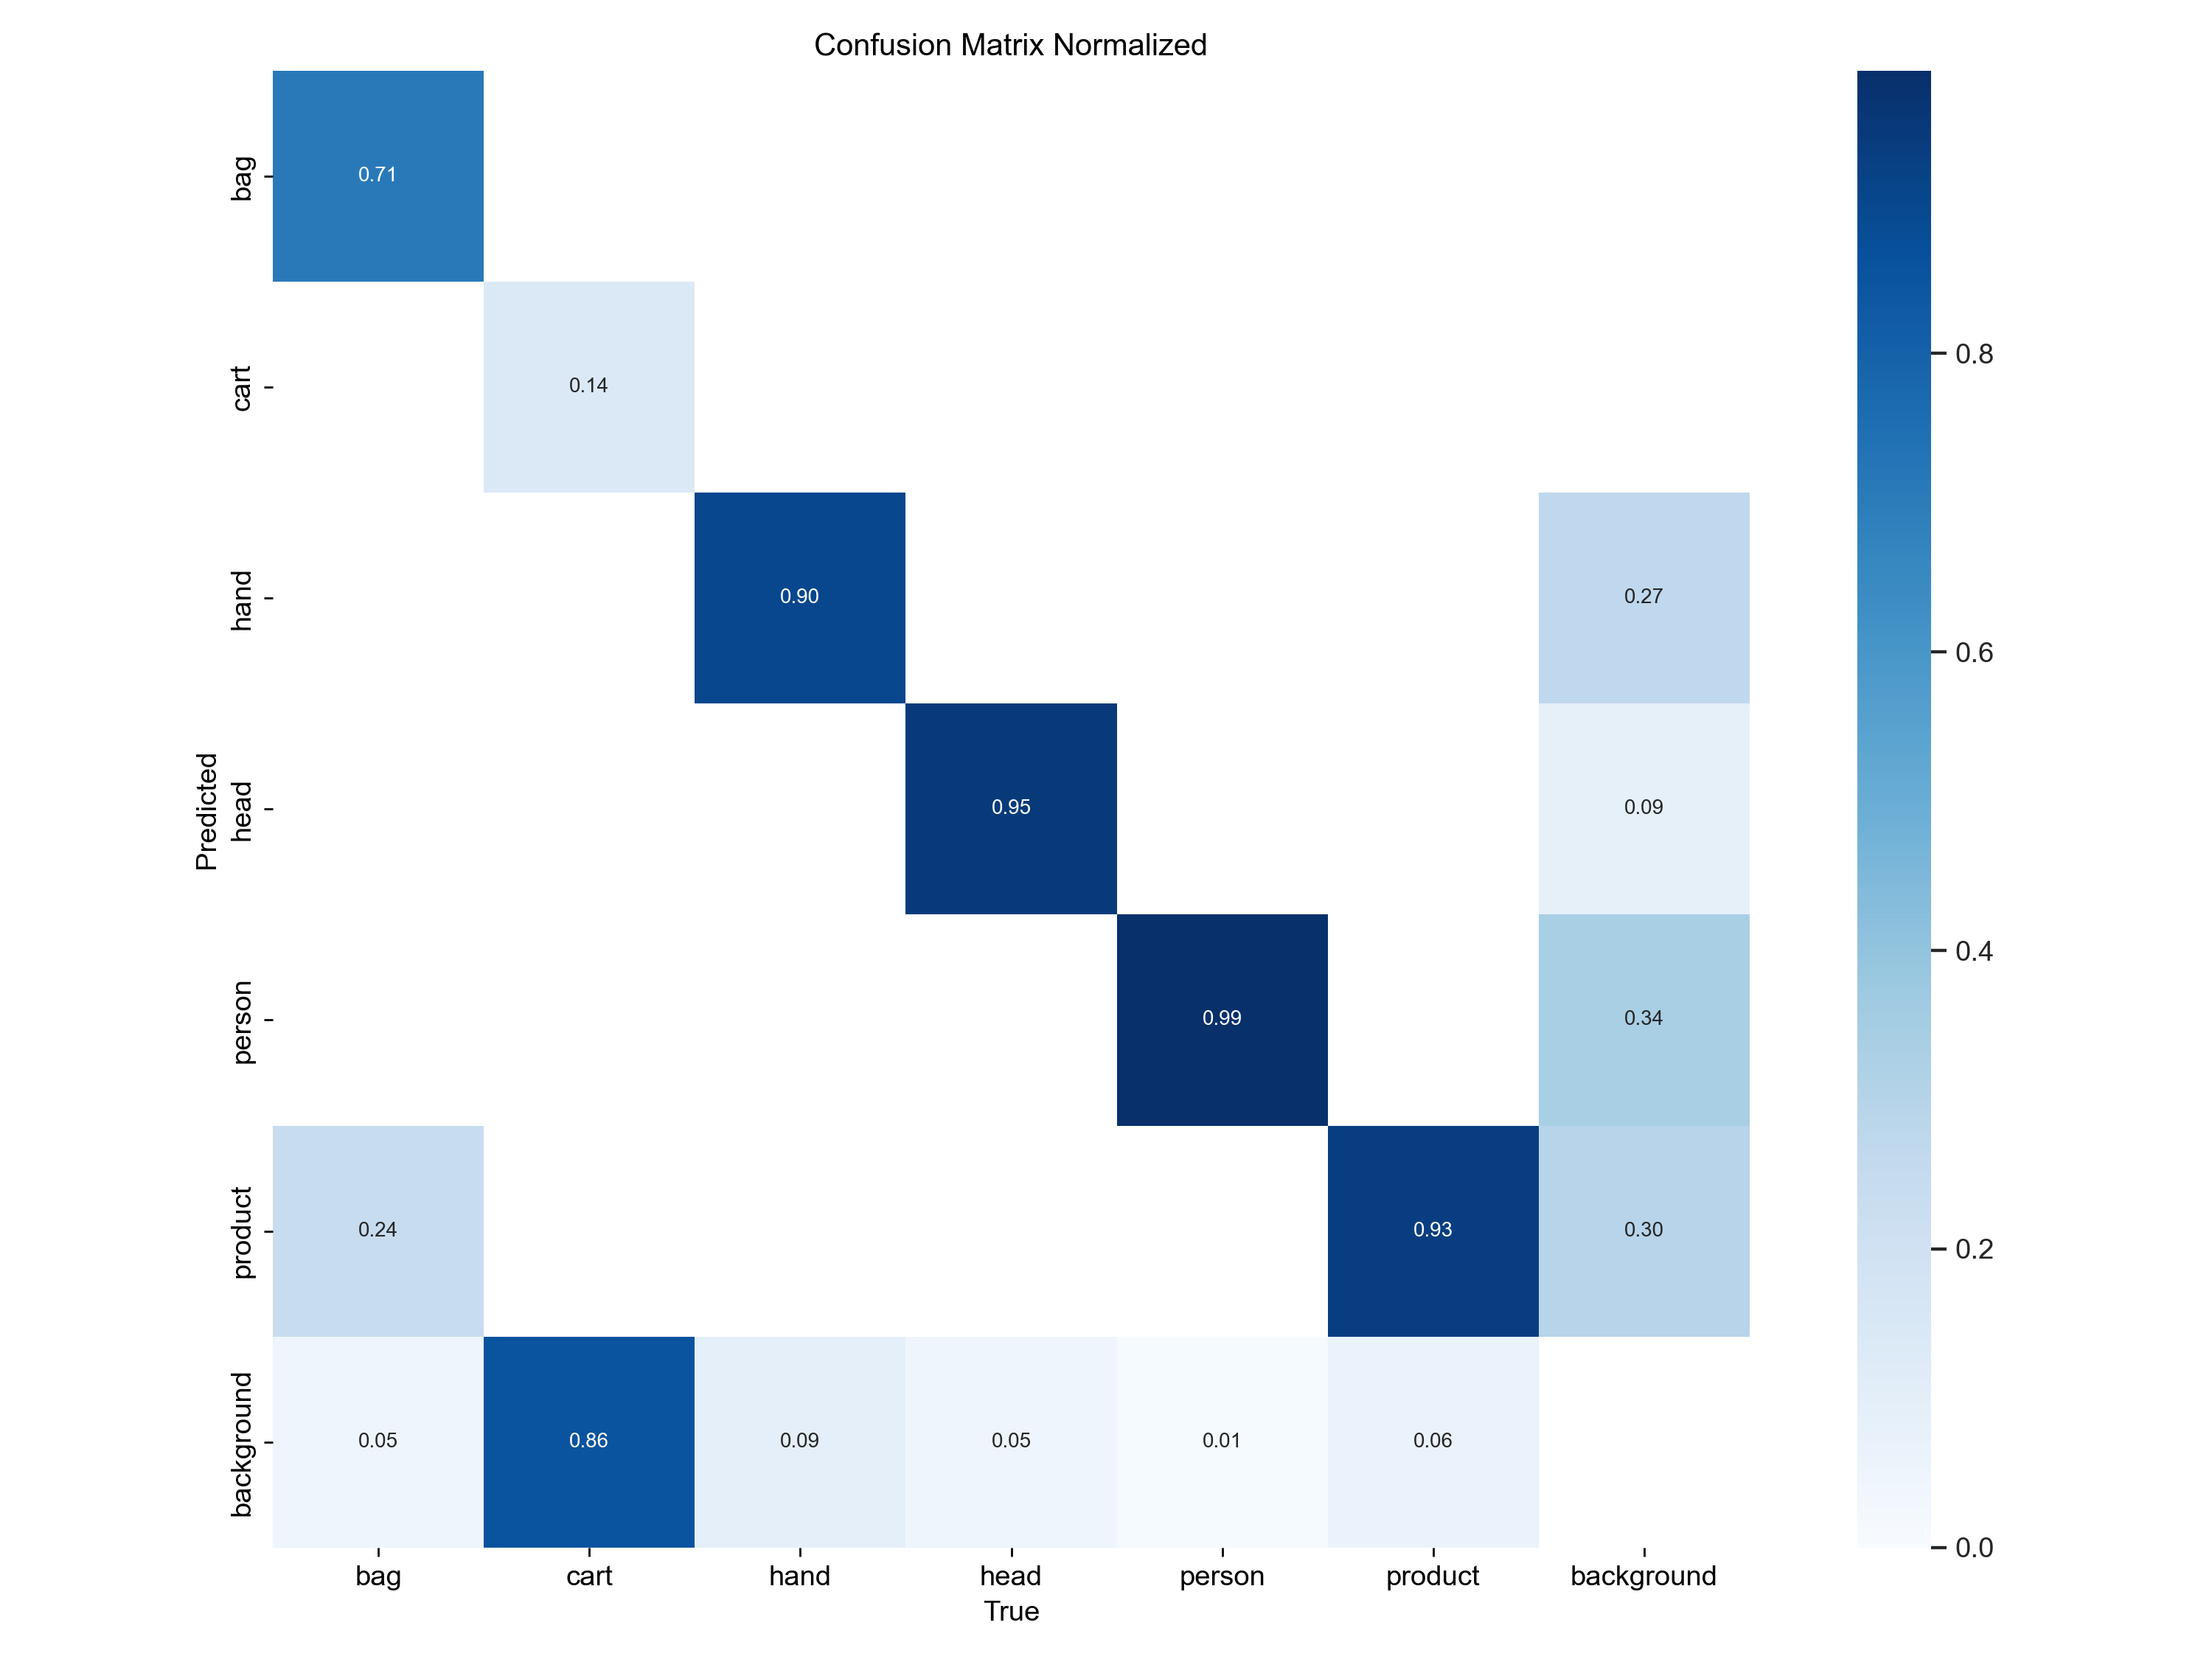 Confusion Matrix Normalized
bag
0.71
cart
0.14
0.8
hand
0.90
0.27
0.6
Predicted
head
0.95
0.09
person
0.99
0.34
0.4
product
0.24
0.93
0.30
0.2
background
0.05
0.86
0.09
0.05
0.01
0.06
0.0
bag cart hand head person product background
True